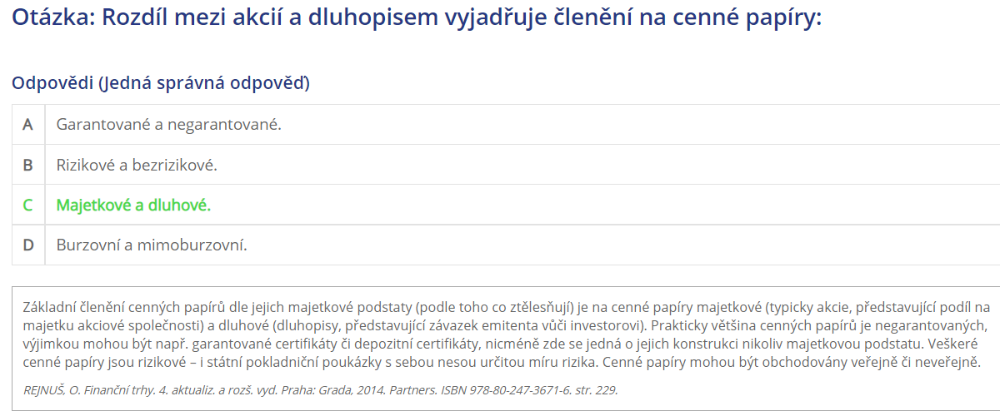 Otázka: Rozdíl mezi akcií a dluhopisem vyjadřuje členění na cenné papíry:
Odpovědi (Jedná správná odpověď)
A Garantované a negarantované.
B Rizikové a bezrizikové.
C Majetkové a dluhové.
D Burzovní a mimoburzovní.
Základní členění cenných papírů dle jejich majetkové podstaty (podle toho co ztělesňují) je na cenné papíry majetkové (typicky akcie, představující podíl na
majetku akciové společnosti) a dluhové (dluhopisy, představující závazek emitenta vůči investorovi). Prakticky většina cenných papírů je negarantovaných,
výjimkou mohou být např. garantované certifikáty či depozitní certifikáty, nicméně zde se jedná o jejich konstrukci nikoliv majetkovou podstatu. Veškeré
cenné papíry jsou rizikové – i státní pokladniční poukázky s sebou nesou určitou míru rizika. Cenné papíry mohou být obchodovány veřejně či neveřejně.
REJNUŠ, O. Finanční trhy. 4. aktualiz. a rozš. vyd. Praha: Grada, 2014. Partners. ISBN 978-80-247-3671-6. str. 229.